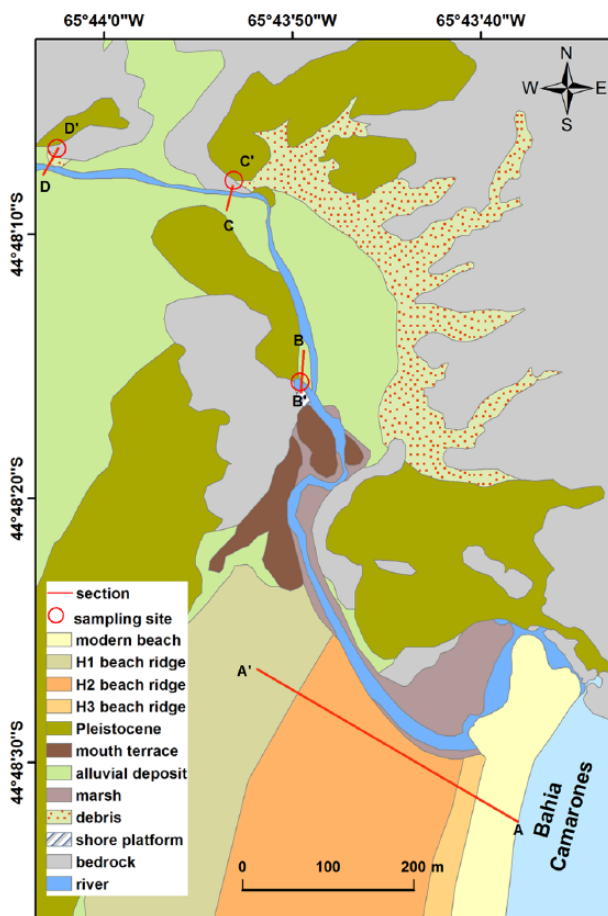 65°44'0"W 65°43'50"W 65°43'40"W
N
W E
S
D'
D
C'
C
44°48'10''S
B
B'
44°48'20''S
section
sampling site
modern beach
H1 beach ridge
H2 beach ridge
H3 beach ridge
Pleistocene
mouth terrace
alluvial deposit
marsh
debris
shore platform
bedrock
river
A'
44°48'30''S
A
Bahia
Camarones
0 100 200 m